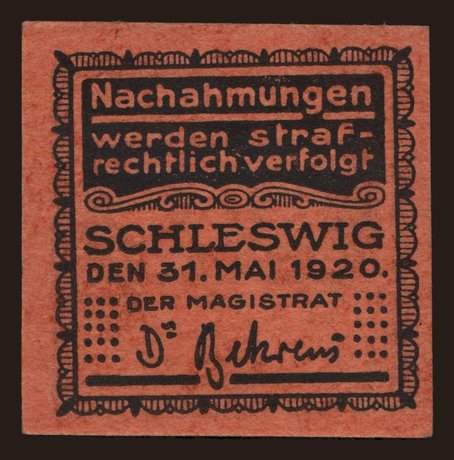 Nachahmungen
werden straf-
rechtlich verfolgt
SCHLESWIG
DEN 31. MAI 1920.
DER MAGISTRAT
Dr Behrens